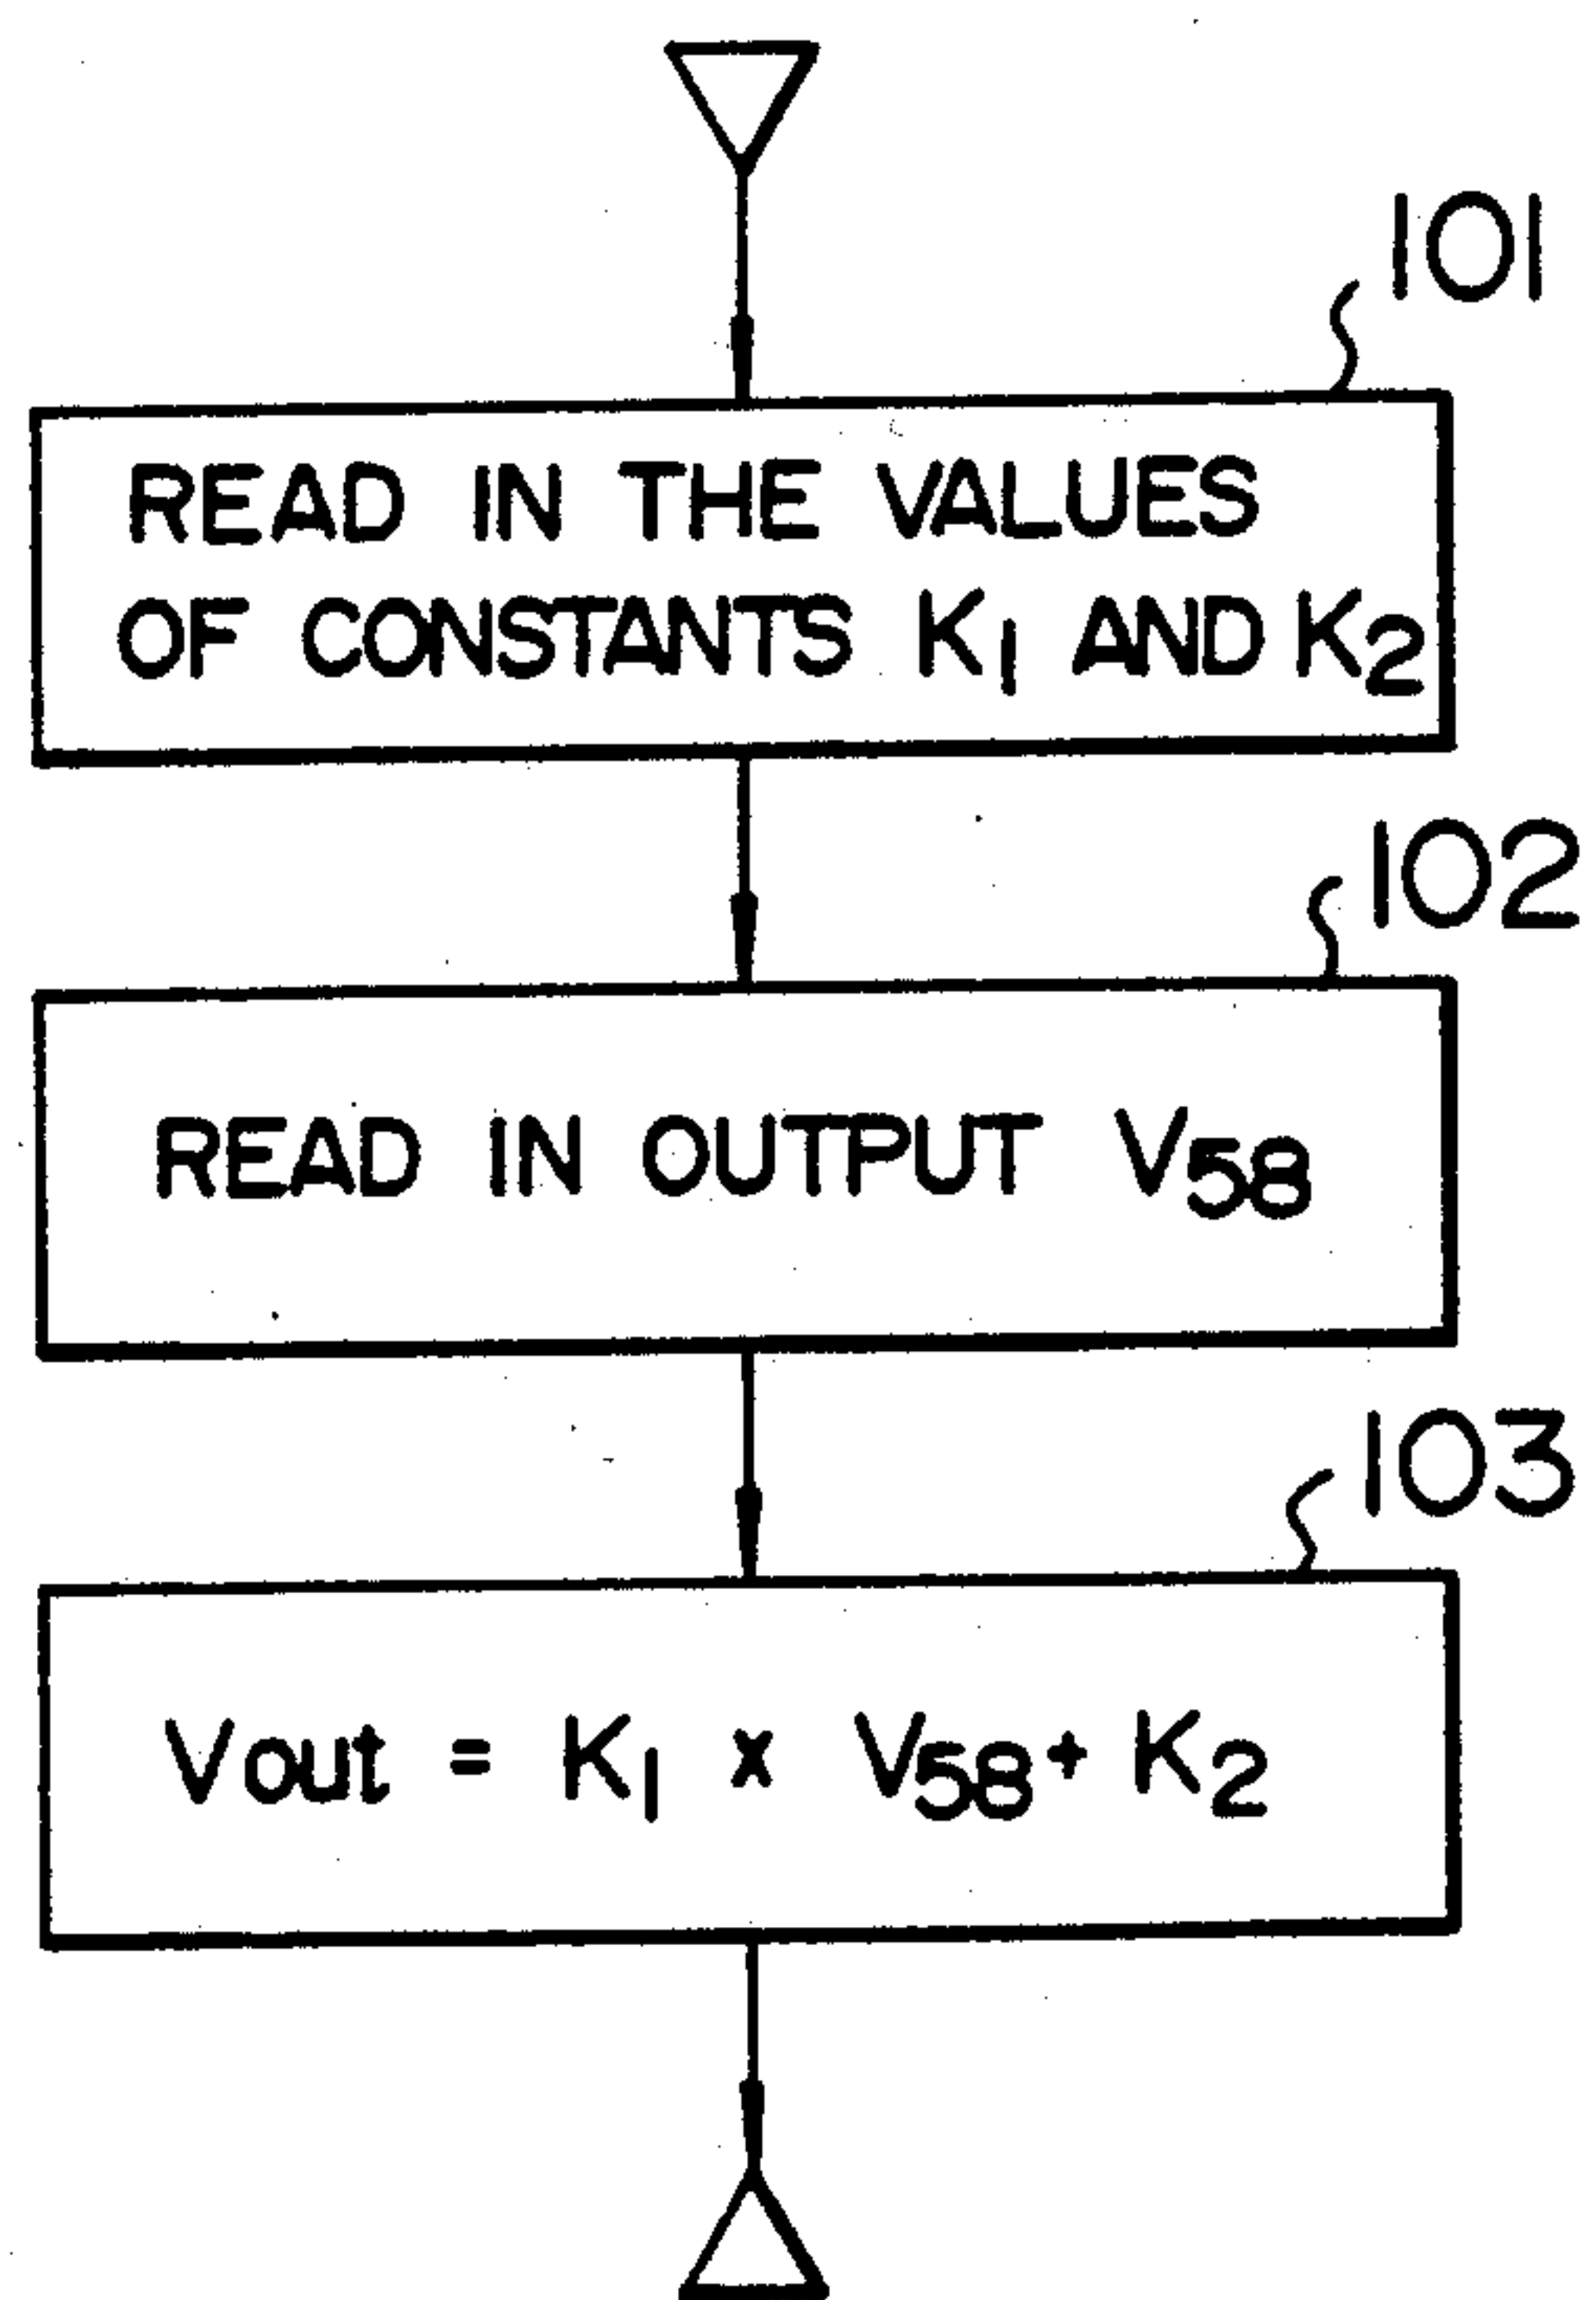 101
READ IN THE VALUES
OF CONSTANTS K₁ AND K₂
102
READ IN OUTPUT V₅₈
103
Vout = K₁ × V₅₈ + K₂